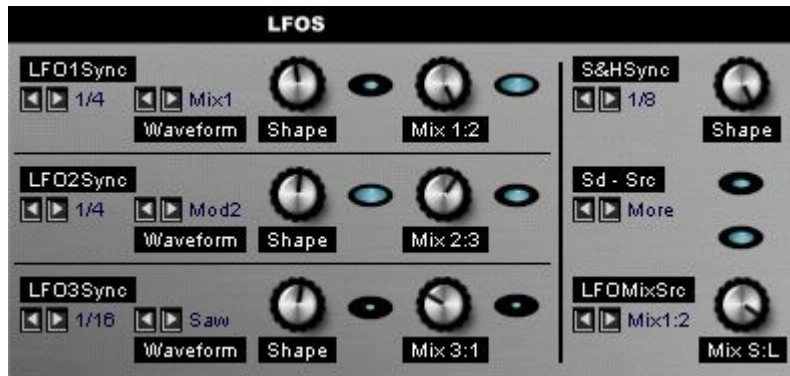 LFOS
LFO1Sync
1/4 Mix1
Waveform Shape Mix 1:2
LFO2Sync
1/4 Mod2
Waveform Shape Mix 2:3
LFO3Sync
1/16 Saw
Waveform Shape Mix 3:1
S&HSync
1/8
Shape
Sd - Src
More
LFOMixSrc
Mix1:2
Mix S:L